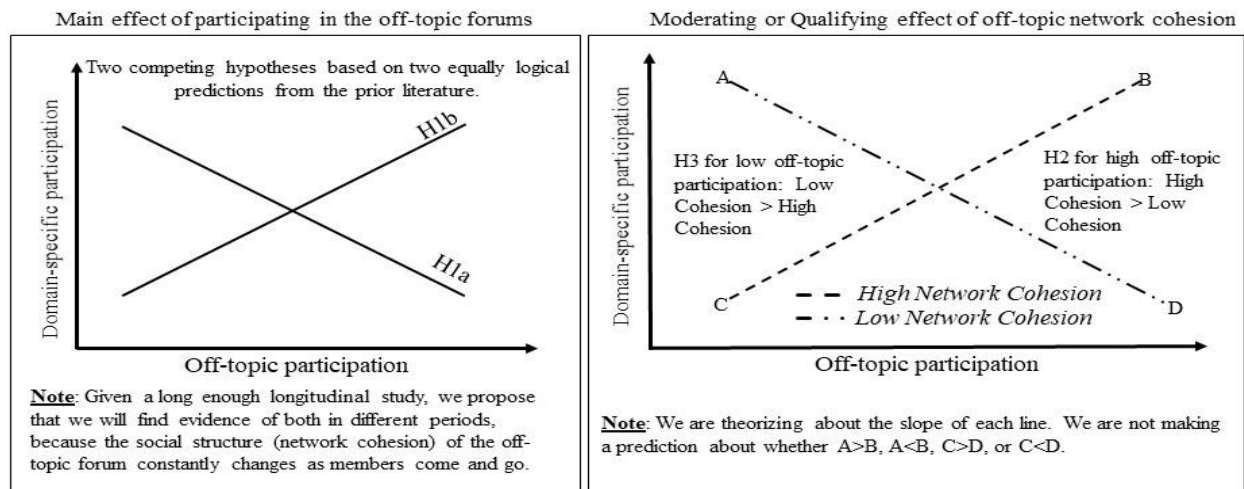 Main effect of participating in the off-topic forums
Two competing hypotheses based on two equally logical
predictions from the prior literature.
Domain-specific participation
H1b
H1a
Off-topic participation
Note: Given a long enough longitudinal study, we propose
that we will find evidence of both in different periods,
because the social structure (network cohesion) of the off-
topic forum constantly changes as members come and go.
Moderating or Qualifying effect of off-topic network cohesion
Domain-specific participation
A
B
H3 for low off-topic
participation: Low
Cohesion > High
Cohesion
H2 for high off-topic
participation: High
Cohesion > Low
Cohesion
C
D
High Network Cohesion
Low Network Cohesion
Off-topic participation
Note: We are theorizing about the slope of each line. We are not making
a prediction about whether A>B, A<B, C>D, or C<D.